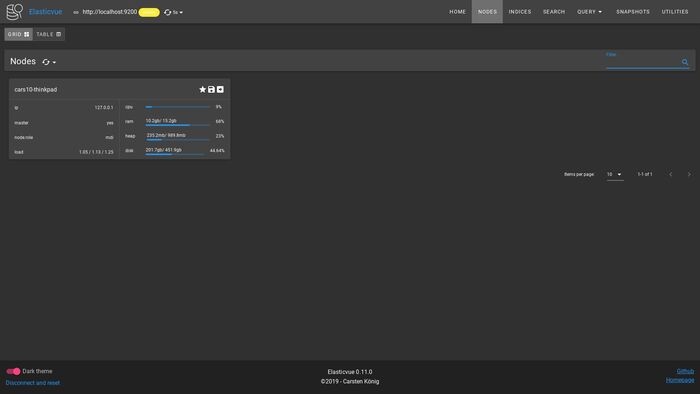 Elasticvue
http://localhost:9200
5s
HOME
NODES
INDICES
SEARCH
QUERY
SNAPSHOTS
UTILITIES
GRID
TABLE
Nodes
Filter
cars10-thinkpad
ip 127.0.0.1
master yes
node.role mdi
load 1.05 / 1.13 / 1.25
cpu 9%
ram 10.2gb/ 15.2gb 68%
heap 235.2mb/ 989.8mb 23%
disk 201.7gb/ 451.9gb 44.64%
Items per page: 10 1-1 of 1
Dark theme
Disconnect and reset
Elasticvue 0.11.0
©2019 - Carsten König
Github
Homepage